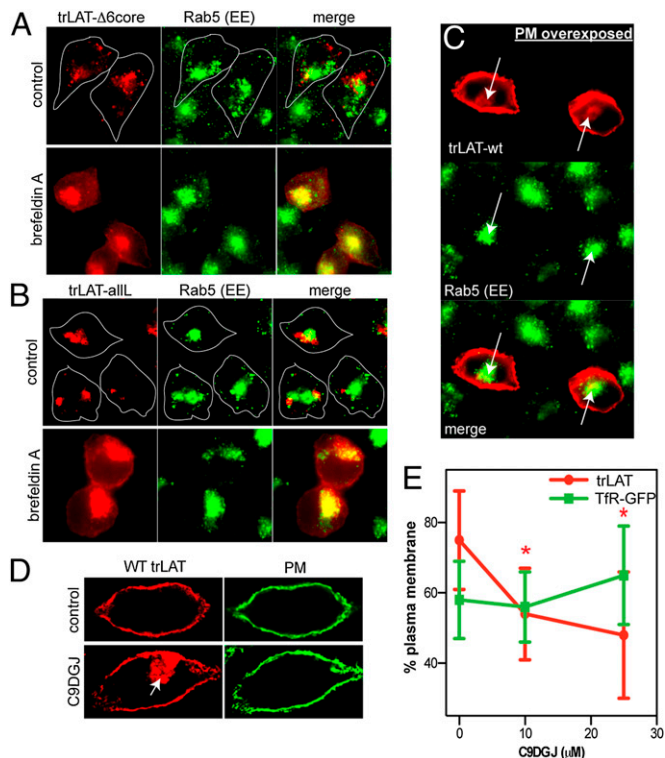 A
trLAT-Δ6core Rab5 (EE) merge
control
brefeldin A
B
trLAT-allL Rab5 (EE) merge
control
brefeldin A
C
PM overexposed
trLAT-wt
Rab5 (EE)
merge
D
WT trLAT PM
control
C9DGJ
E
trLAT
TfR-GFP
* *
% plasma membrane
80
60
40
0 10 20 30
C9DGJ (μM)